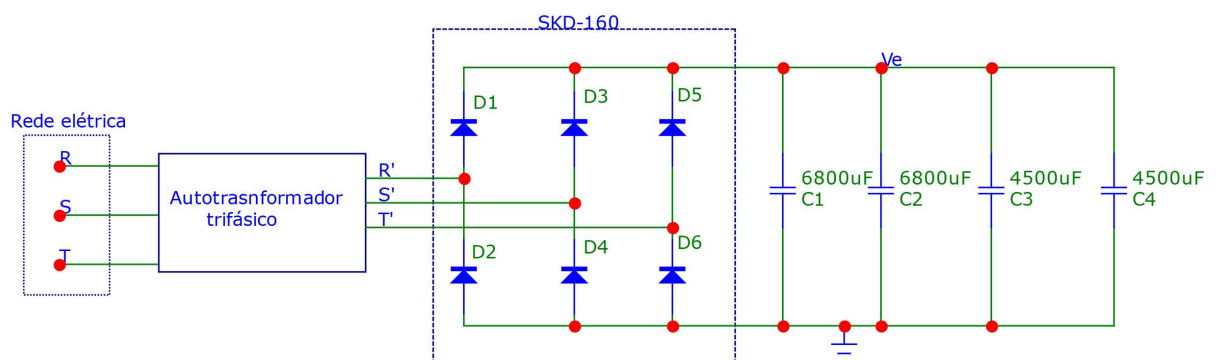 SKD-160
Ve
D1
D3
D5
Rede elétrica
R
S
T
Autotrasnformador
trifásico
R'
S'
T'
6800uF
C1
6800uF
C2
4500uF
C3
4500uF
C4
D2
D4
D6